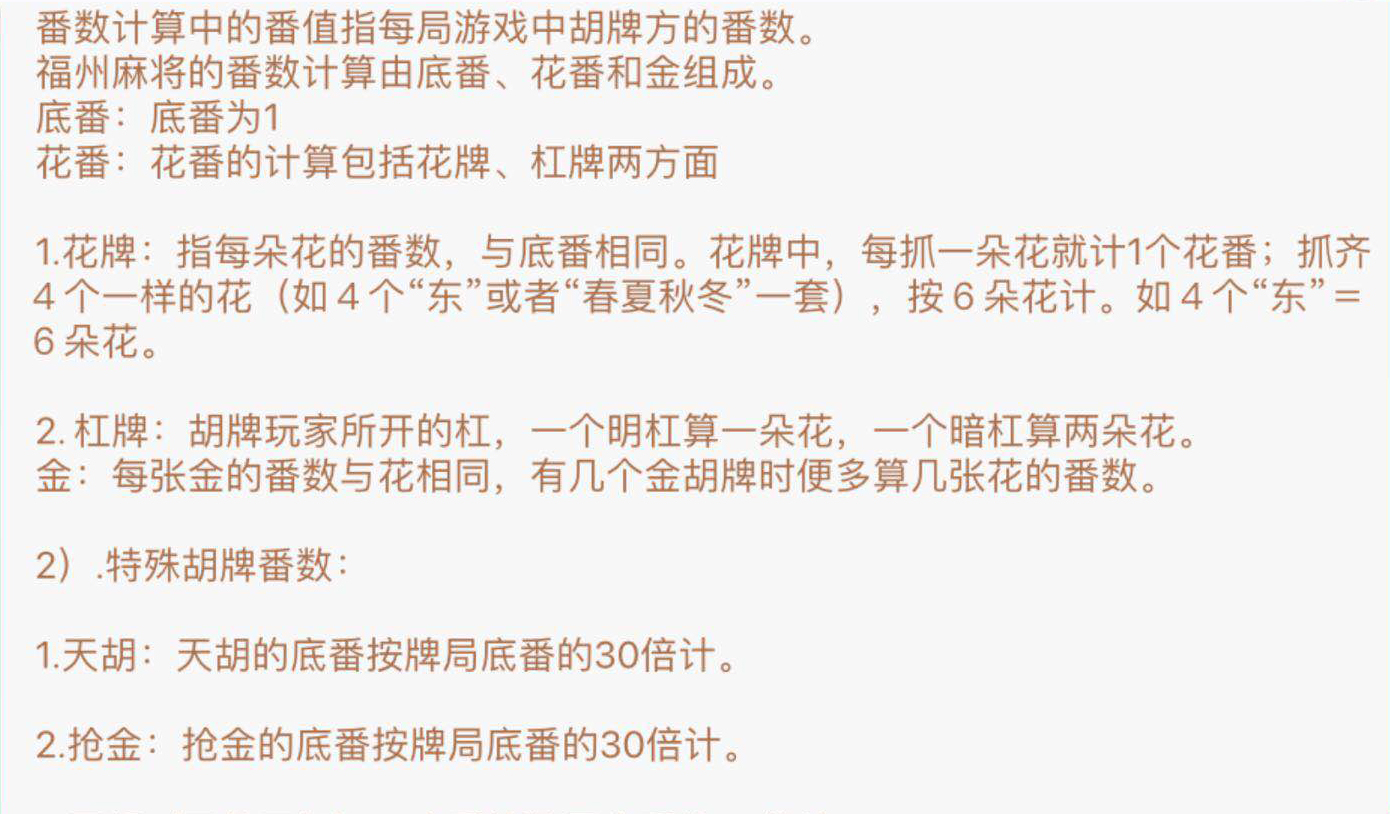 番数计算中的番值指每局游戏中胡牌方的番数。
福州麻将的番数计算由底番、花番和金组成。
底番：底番为1
花番：花番的计算包括花牌、杠牌两方面
1.花牌：指每朵花的番数，与底番相同。花牌中，每抓一朵花就计1个花番；抓齐
4 个一样的花（如 4 个“东”或者“春夏秋冬”一套），按 6 朵花计。如 4 个“东”＝
6 朵花。
2. 杠牌：胡牌玩家所开的杠，一个明杠算一朵花，一个暗杠算两朵花。
金：每张金的番数与花相同，有几个金胡牌时便多算几张花的番数。
2）.特殊胡牌番数：
1.天胡：天胡的底番按牌局底番的30倍计。
2.抢金：抢金的底番按牌局底番的30倍计。